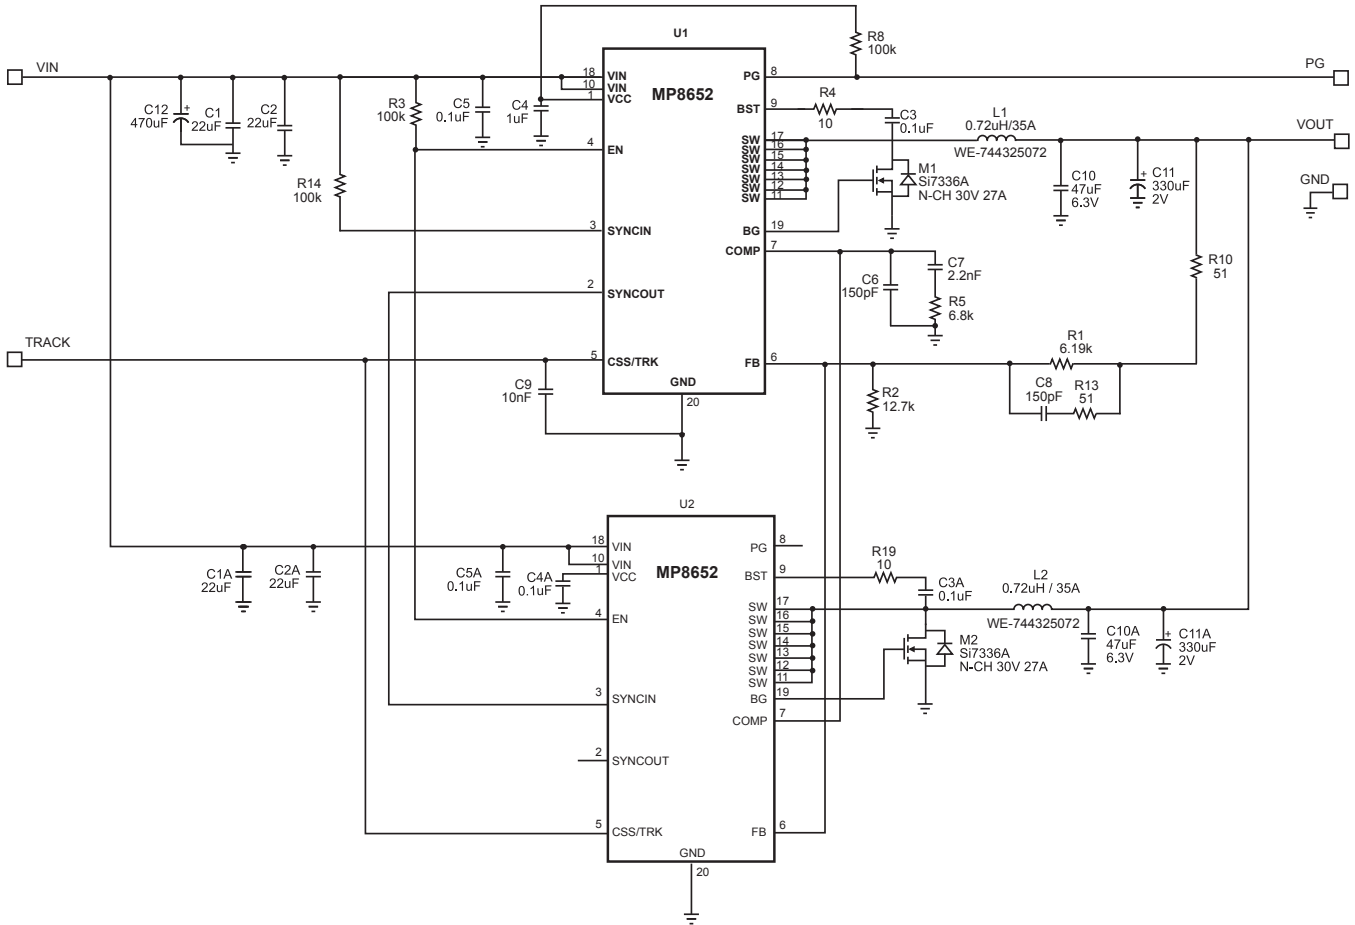 U1
R8
100k
VIN
PG
C12
470uF
+
C1
22uF
C2
22uF
R3
100k
C5
0.1uF
C4
1uF
18
10
1
VIN
VIN
VCC
MP8652
PG
8
BST
9
R4
10
C3
0.1uF
L1
0.72uH/35A
WE-744325072
VOUT
R14
100k
4
EN
SW
17
SW
16
SW
15
SW
14
SW
13
SW
12
SW
11
M1
Si7336A
N-CH 30V 27A
C10
47uF
6.3V
+
C11
330uF
2V
GND
3
SYNCIN
BG
19
COMP
7
C6
150pF
C7
2.2nF
R5
6.8k
R10
51
2
SYNCOUT
TRACK
5
CSS/TRK
FB
6
R1
6.19k
C9
10nF
GND
20
R2
12.7k
C8
150pF
R13
51
U2
18
10
1
VIN
VIN
VCC
MP8652
PG
8
BST
9
R19
10
C3A
0.1uF
L2
0.72uH / 35A
WE-744325072
C1A
22uF
C2A
22uF
C5A
0.1uF
C4A
0.1uF
4
EN
SW
17
SW
16
SW
15
SW
14
SW
13
SW
12
SW
11
M2
Si7336A
N-CH 30V 27A
C10A
47uF
6.3V
+
C11A
330uF
2V
3
SYNCIN
BG
19
COMP
7
2
SYNCOUT
5
CSS/TRK
FB
6
GND
20